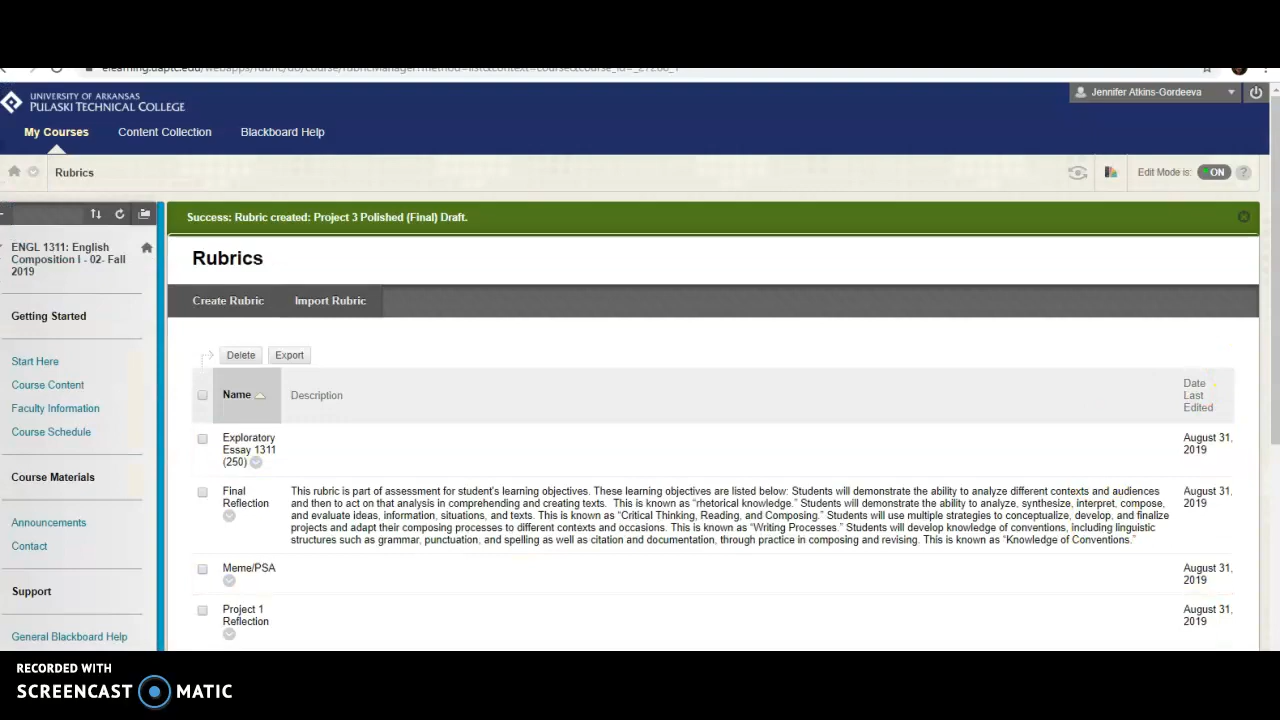 UNIVERSITY OF ARKANSAS
PULASKI TECHNICAL COLLEGE
Jennifer Atkins-Gordeeva
My Courses
Content Collection
Blackboard Help
Rubrics
Edit Mode is:
ON
?
ENGL 1311: English
Composition I - 02- Fall
2019
Getting Started
Start Here
Course Content
Faculty Information
Course Schedule
Course Materials
Announcements
Contact
Support
General Blackboard Help
Success: Rubric created: Project 3 Polished (Final) Draft.
Rubrics
Create Rubric
Import Rubric
Delete
Export
Name
Description
Date
Last
Edited
Exploratory
Essay 1311
(250)
August 31,
2019
Final
Reflection
This rubric is part of assessment for student's learning objectives. These learning objectives are listed below: Students will demonstrate the ability to analyze different contexts and audiences
and then to act on that analysis in comprehending and creating texts. This is known as “rhetorical knowledge.” Students will demonstrate the ability to analyze, synthesize, interpret, compose,
and evaluate ideas, information, situations, and texts. This is known as “Critical Thinking, Reading, and Composing.” Students will use multiple strategies to conceptualize, develop, and finalize
projects and adapt their composing processes to different contexts and occasions. This is known as “Writing Processes.” Students will develop knowledge of conventions, including linguistic
structures such as grammar, punctuation, and spelling as well as citation and documentation, through practice in composing and revising. This is known as “Knowledge of Conventions.”
August 31,
2019
Meme/PSA
August 31,
2019
Project 1
Reflection
August 31,
2019
RECORDED WITH
SCREENCAST MATIC